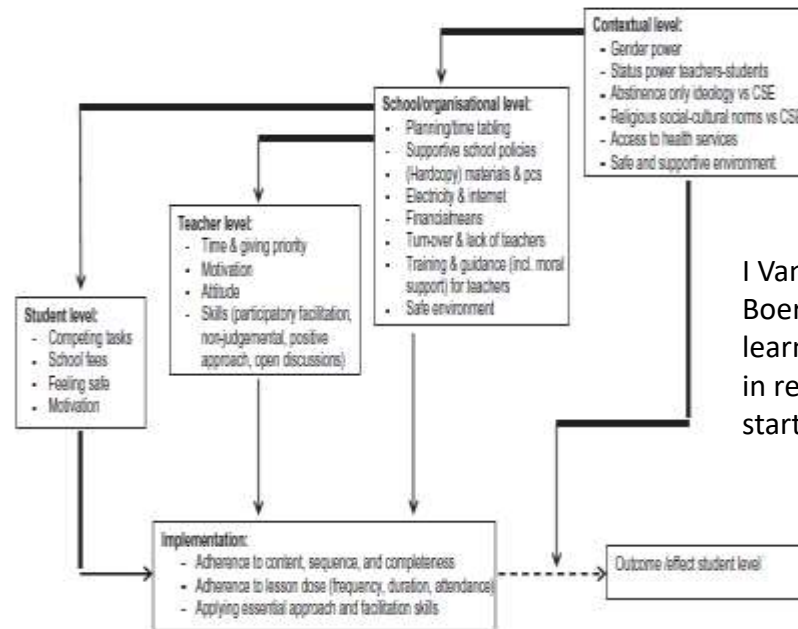 Contextual level:
- Gender power
- Status power teachers-students
- Abstinence only ideology vs CSE
- Religious social-cultural norms vs CSE
- Access to health services
- Safe and supportive environment
School/organisational level:
- Planning/time tabling
- Supportive school policies
- (Hardcopy) materials & pcs
- Electricity & internet
- Financialmeans
- Turn-over & lack of teachers
- Training & guidance (incl. moral
support) for teachers
- Safe environment
Teacher level:
- Time & giving priority
- Motivation
- Attitude
- Skills (participatory facilitation,
non-judgemental, positive
approach, open discussions)
Student level:
- Competing tasks
- School fees
- Feeling safe
- Motivation
I Van
Boer
learn
in re
start
Implementation:
- Adherence to content, sequence, and completeness
- Adherence to lesson dose (frequency, duration, attendance)
- Applying essential approach and facilitation skills
Outcome /effect student level